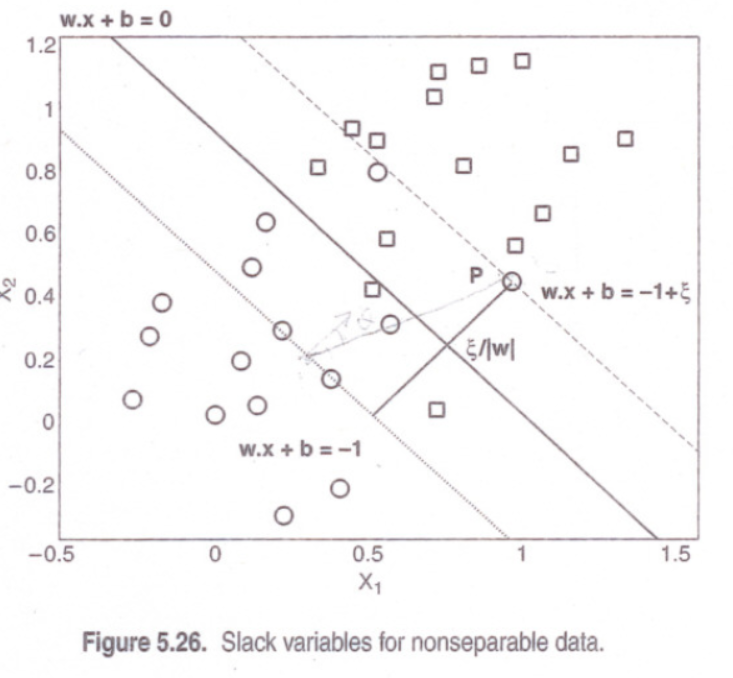 w.x + b = 0
1.2
1
0.8
0.6
0.4
0.2
0
−0.2
X2
P
w.x + b = −1+ξ
ξ/|w|
w.x + b = −1
−0.5 0 0.5 1 1.5
X1
Figure 5.26. Slack variables for nonseparable data.